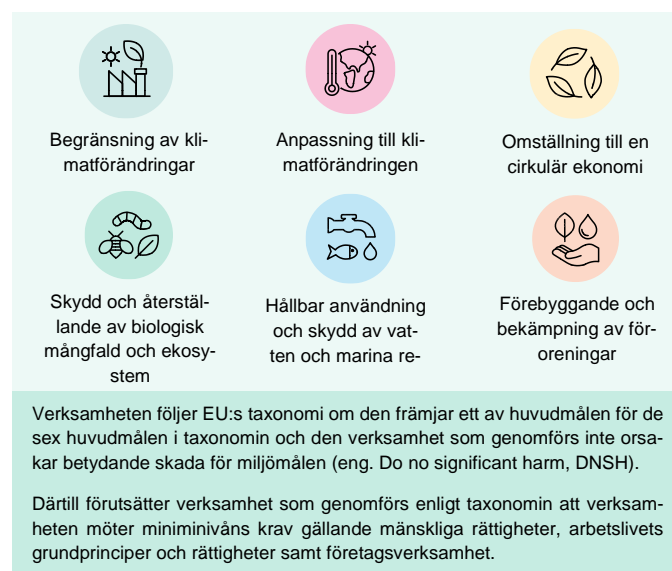 Begränsning av kli-
matförändringar
Anpassning till kli-
matförändringen
Omställning till en
cirkulär ekonomi
Skydd och återstäl-
lande av biologisk
mångfald och ekosy-
stem
Hållbar användning
och skydd av vat-
ten och marina re-
Förebyggande och
bekämpning av för-
oreningar
Verksamheten följer EU:s taxonomi om den främjar ett av huvudmålen för de
sex huvudmålen i taxonomin och den verksamhet som genomförs inte orsa-
kar betydande skada för miljömålen (eng. Do no significant harm, DNSH).
Därtill förutsätter verksamhet som genomförs enligt taxonomin att verksam-
heten möter miniminivåns krav gällande mänskliga rättigheter, arbetslivets
grundprinciper och rättigheter samt företagsverksamhet.